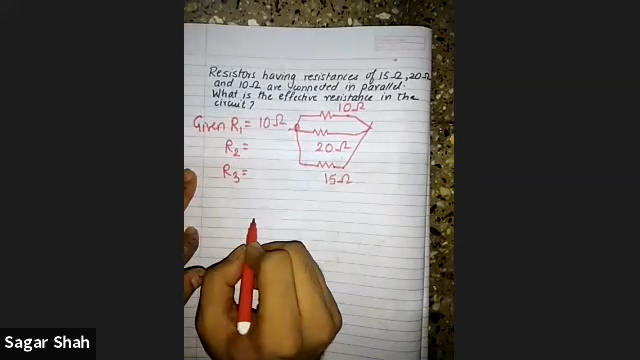 Resistors having resistances of 15Ω, 20Ω
and 10Ω are connected in parallel.
What is the effective resistance in the
circuit?
10Ω
Given R₁ = 10Ω
R₂ =
20Ω
R₃ =
15Ω
Sagar Shah